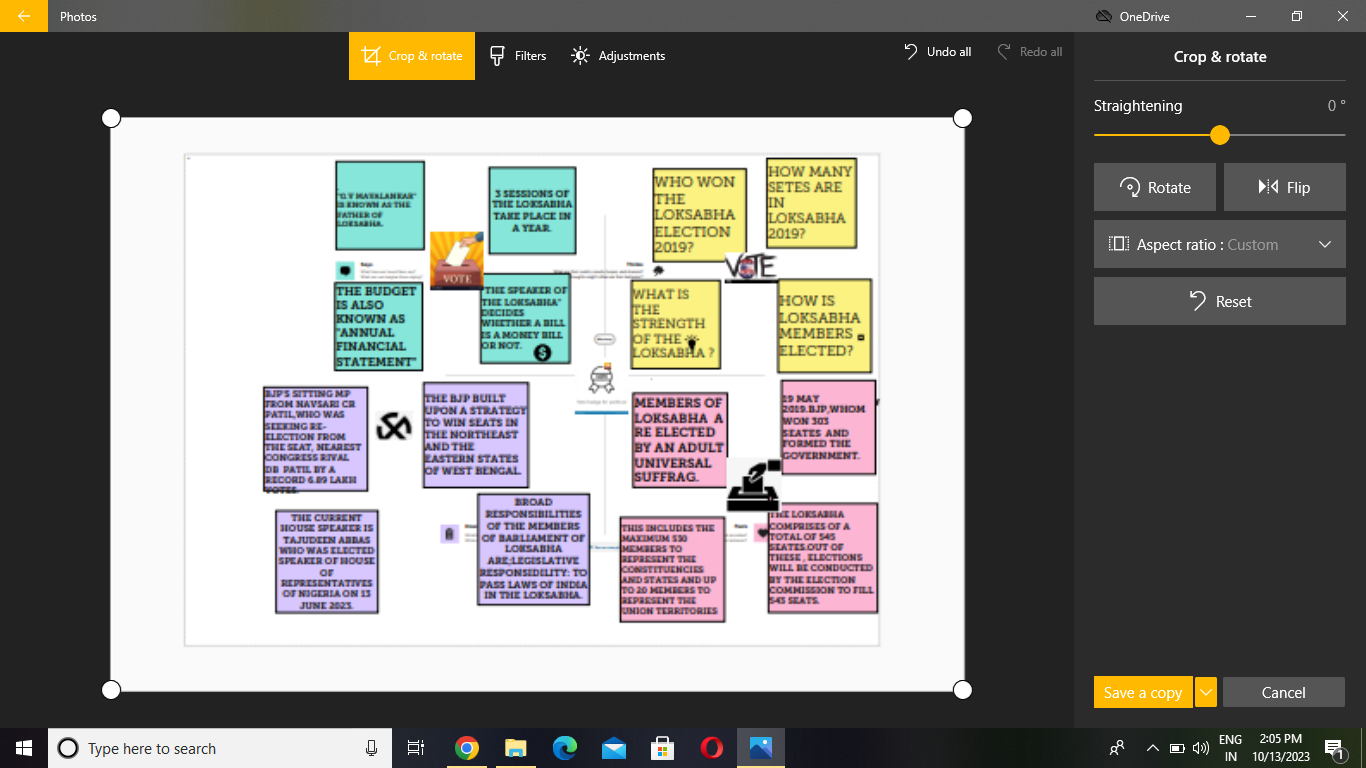 Photos
OneDrive
Crop & rotate
Filters
Adjustments
Undo all
Redo all
Crop & rotate
Straightening
0 °
Rotate
Flip
Aspect ratio : Custom
Reset
Save a copy
Cancel
"G.V MAVALANKAR"
IS KNOWN AS THE
FATHER OF
LOKSABHA.
3 SESSIONS OF
THE LOKSABHA
TAKE PLACE IN
A YEAR.
WHO WON
THE
LOKSABHA
ELECTION
2019?
HOW MANY
SETES ARE
IN
LOKSABHA
2019?
VOTE
VOTE
Says
Thinks
THE BUDGET
IS ALSO
KNOWN AS
"ANNUAL
FINANCIAL
STATEMENT"
"THE SPEAKER OF
THE LOKSABHA"
DECIDES
WHETHER A BILL
IS A MONEY BILL
OR NOT.
WHAT IS
THE
STRENGTH
OF THE
LOKSABHA ?
HOW IS
LOKSABHA
MEMBERS
ELECTED?
BJP'S SITTING MP
FROM NAVSARI CR
PATIL,WHO WAS
SEEKING RE-
ELECTION FROM
THE SEAT, NEAREST
CONGRESS RIVAL
DB PATIL BY A
RECORD 6.89 LAKH
VOTES.
THE BJP BUILT
UPON A STRATEGY
TO WIN SEATS IN
THE NORTHEAST
AND THE
EASTERN STATES
OF WEST BENGAL.
MEMBERS OF
LOKSABHA A
RE ELECTED
BY AN ADULT
UNIVERSAL
SUFFRAG.
19 MAY
2019.BJP,WHOM
WON 303
SEATES AND
FORMED THE
GOVERNMENT.
THE CURRENT
HOUSE SPEAKER IS
TAJUDEEN ABBAS
WHO WAS ELECTED
SPEAKER OF HOUSE
OF
REPRESENTATIVES
OF NIGERIA ON 13
JUNE 2023.
BROAD
RESPONSIBILITIES
OF THE MEMBERS
OF BARLIAMENT OF
LOKSABHA
ARE;LEGISLATIVE
RESPONSIDILITY: TO
PASS LAWS OF INDIA
IN THE LOKSABHA.
THIS INCLUDES THE
MAXIMUM 530
MEMBERS TO
REPRESENT THE
CONSTITUENCIES
AND STATES AND UP
TO 20 MEMBERS TO
REPRESENT THE
UNION TERRITORIES
THE LOKSABHA
COMPRISES OF A
TOTAL OF 545
SEATES.OUT OF
THESE , ELECTIONS
WILL BE CONDUCTED
BY THE ELECTION
COMMISSION TO FILL
543 SEATS.
Type here to search
ENG
IN
2:05 PM
10/13/2023
1